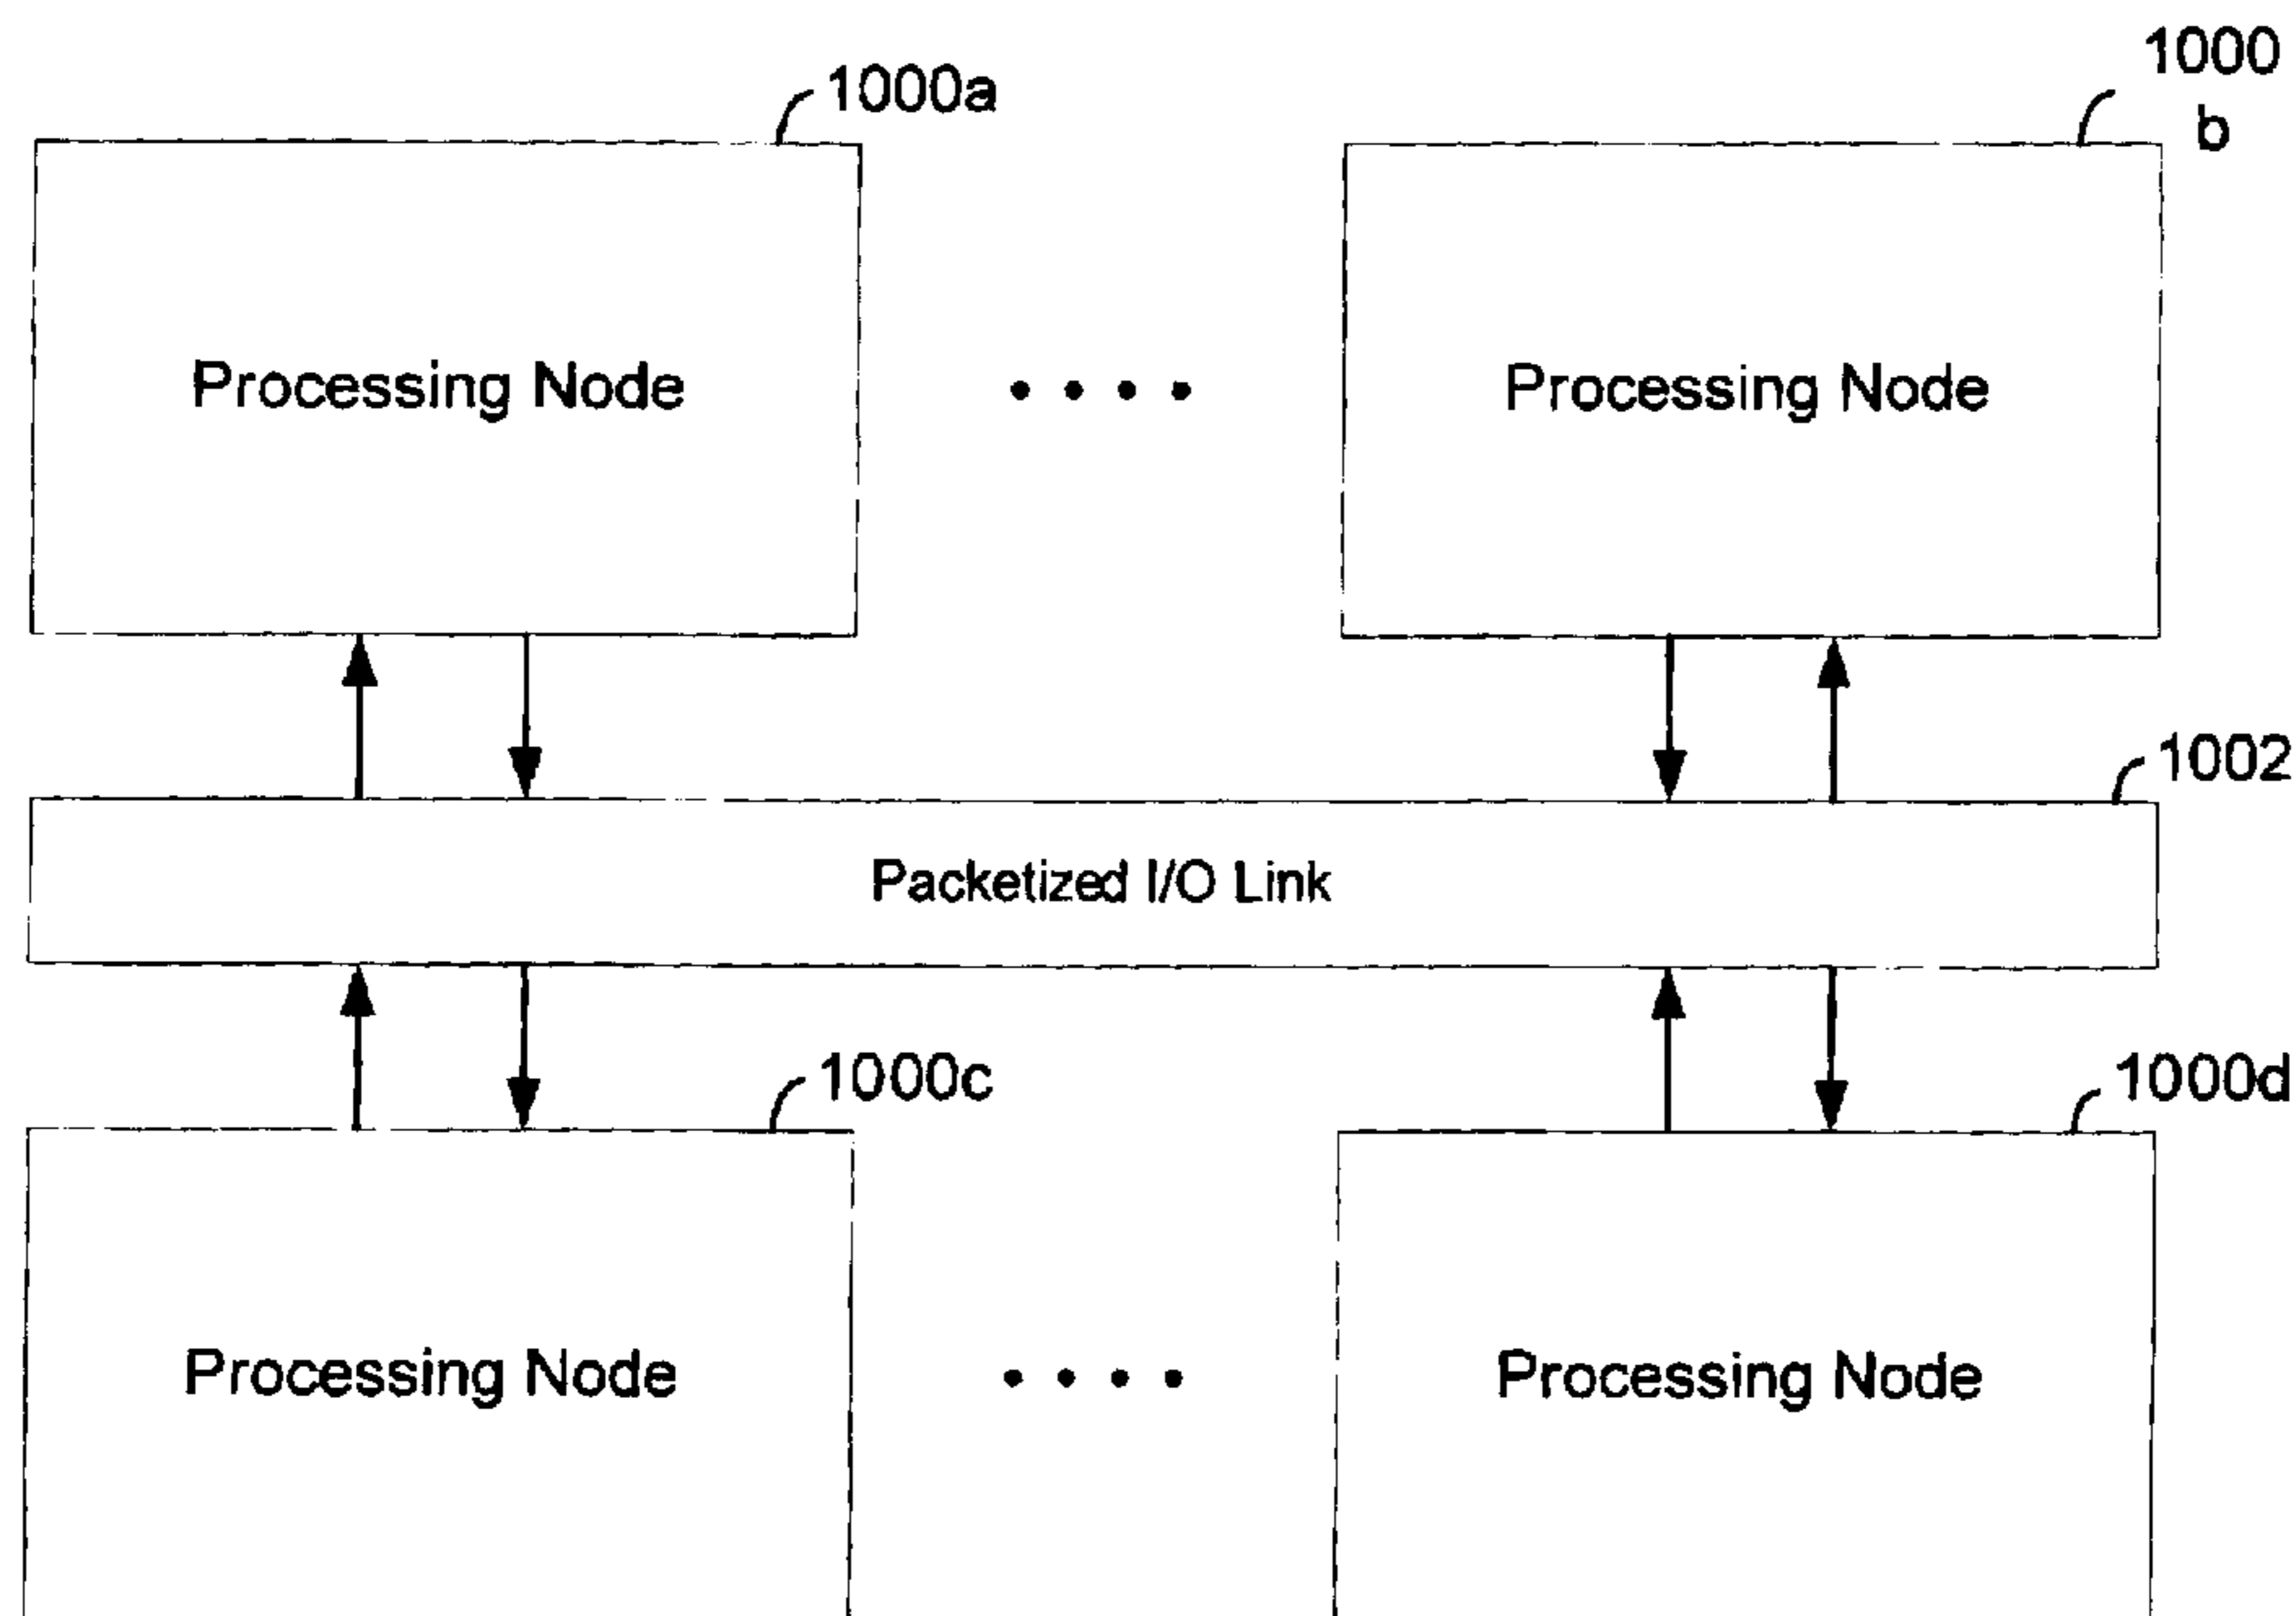 1000a
1000
b
Processing Node
Processing Node
1002
Packetized I/O Link
1000c
1000d
Processing Node
Processing Node